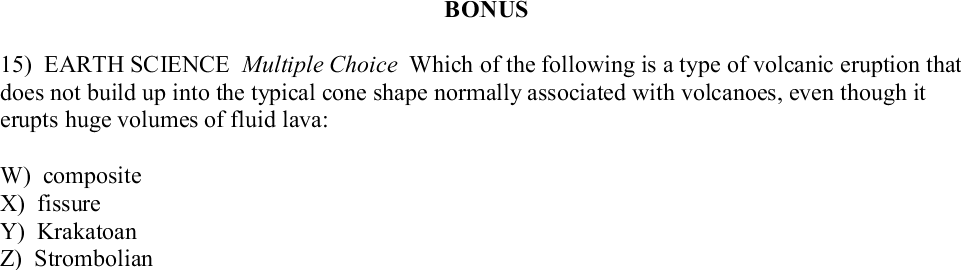 BONUS
15) EARTH SCIENCE Multiple Choice Which of the following is a type of volcanic eruption that
does not build up into the typical cone shape normally associated with volcanoes, even though it
erupts huge volumes of fluid lava:
W) composite
X) fissure
Y) Krakatoan
Z) Strombolian